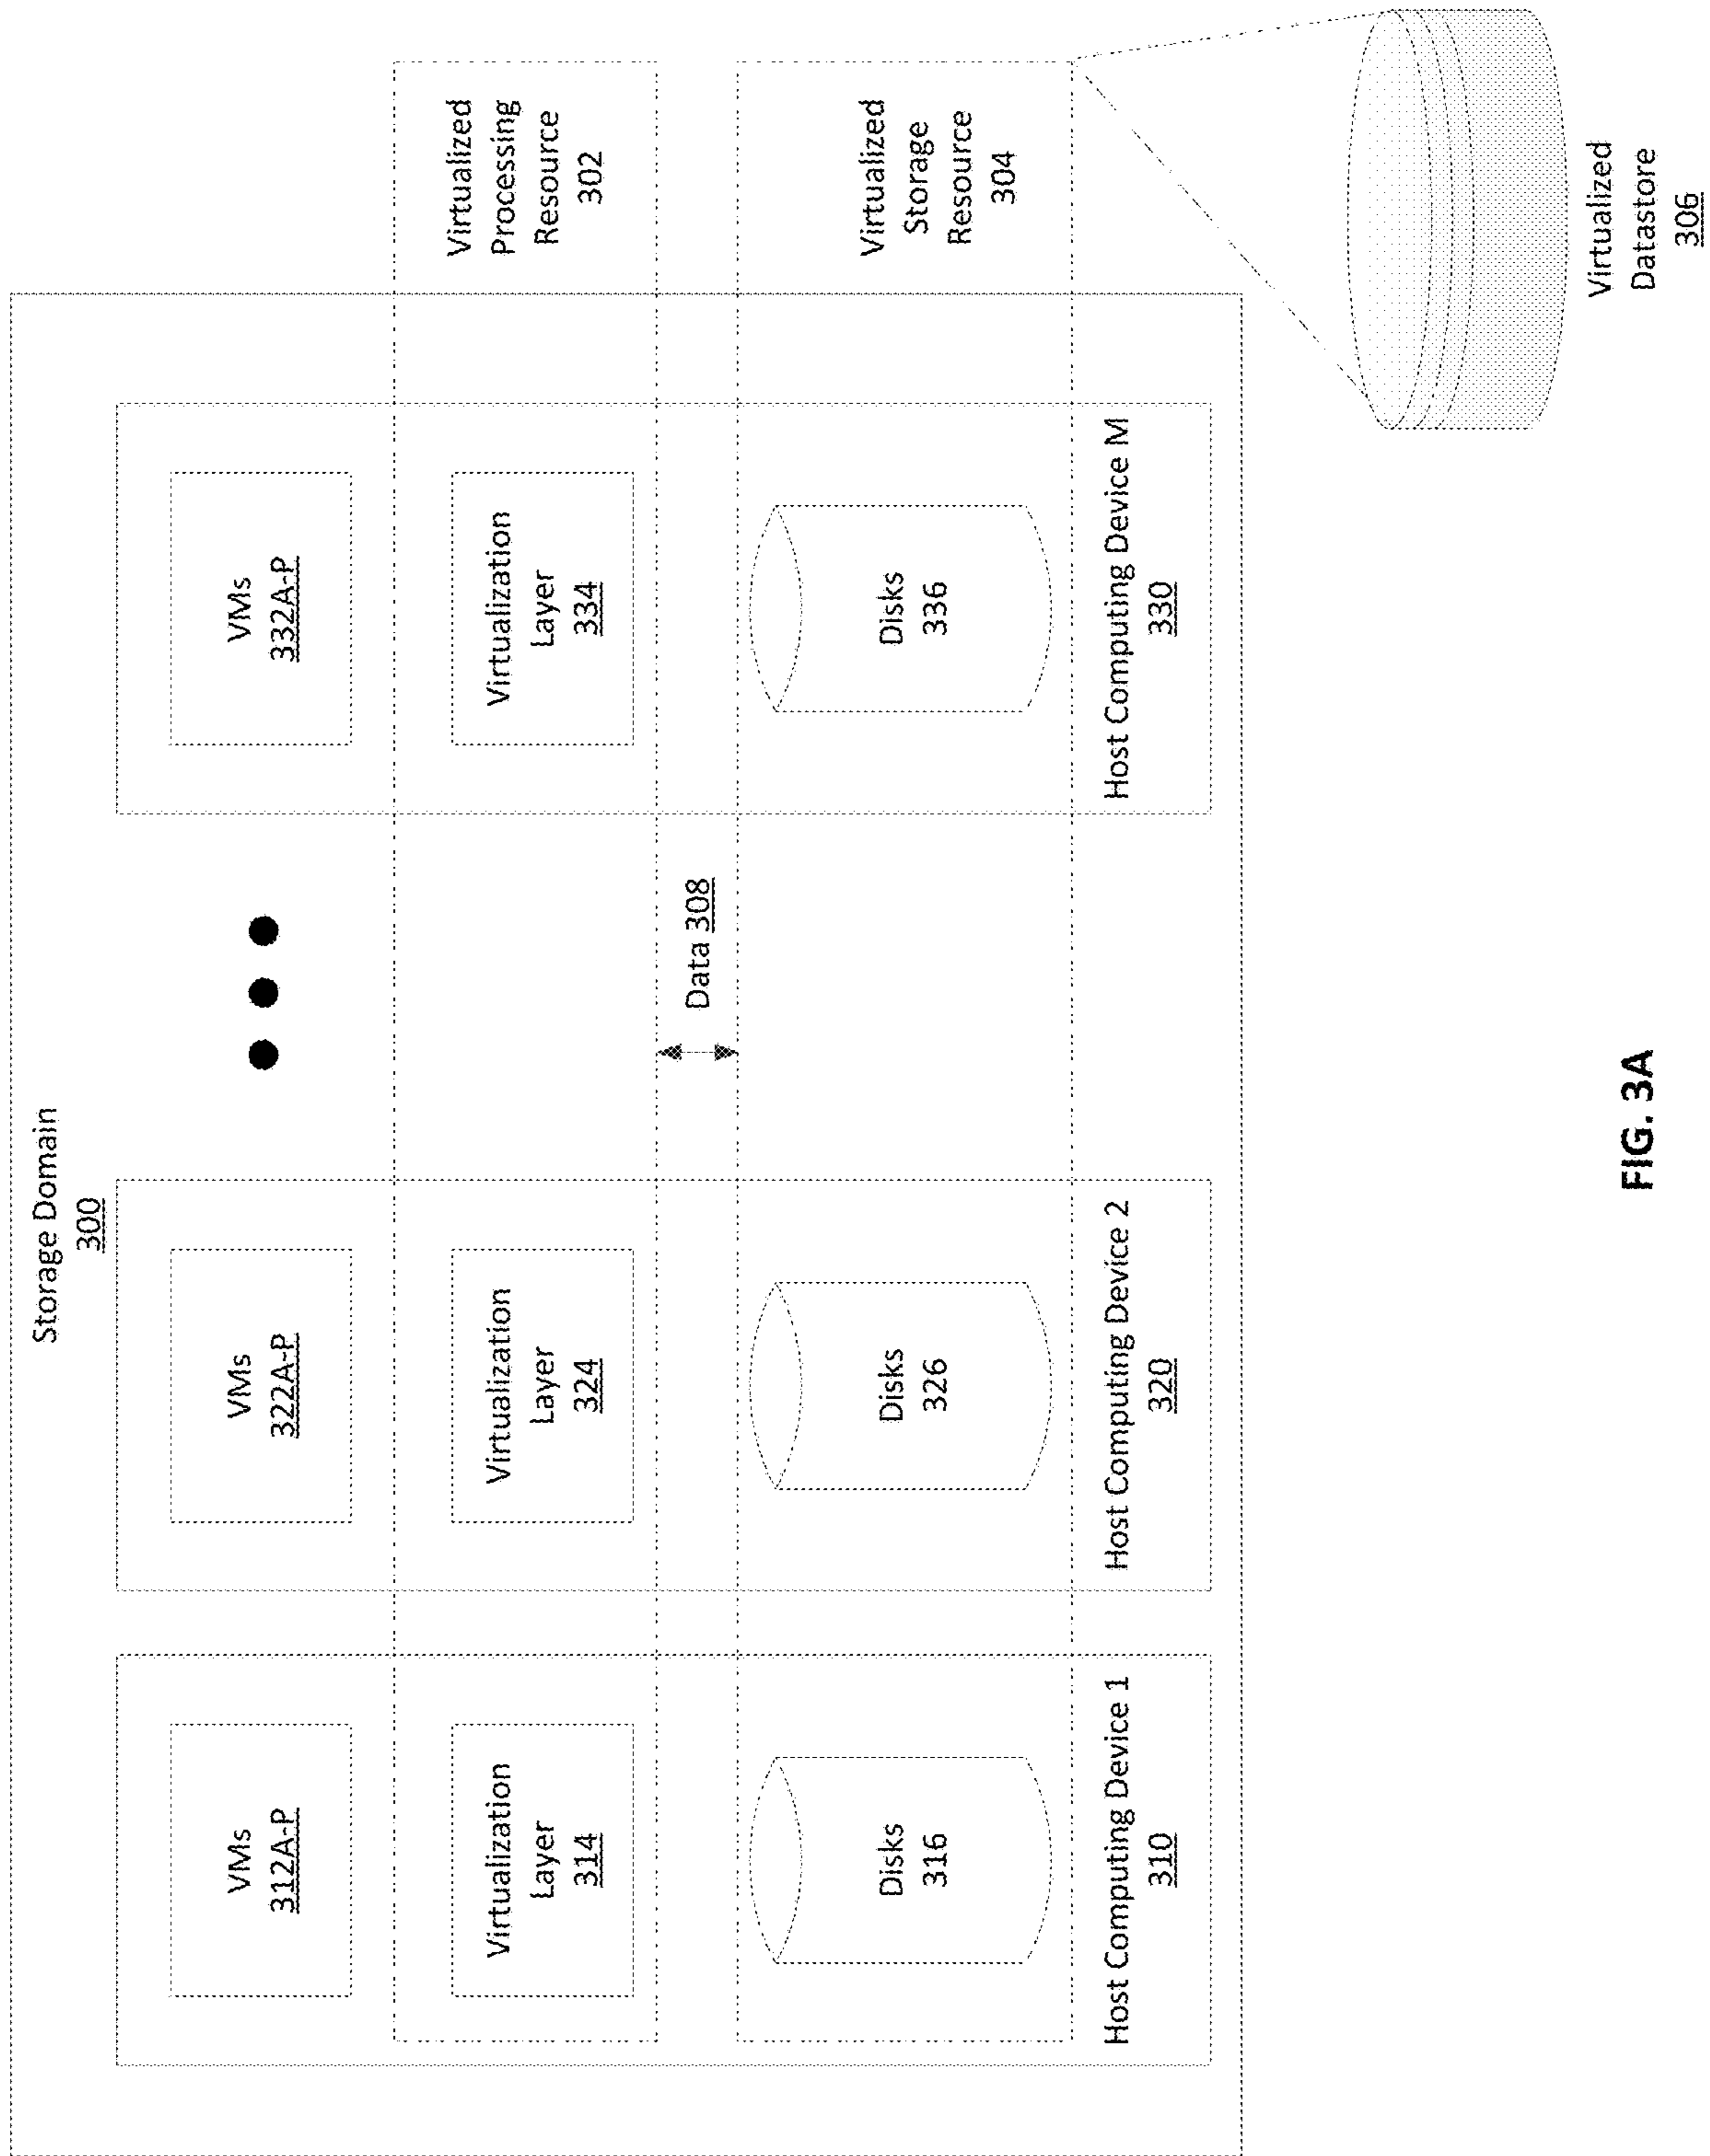 Storage Domain
300
VMs
312A-P
Virtualization
Layer
314
Disks
316
Host Computing Device 1
310
VMs
322A-P
Virtualization
Layer
324
Disks
326
Host Computing Device 2
320
Data 308
VMs
332A-P
Virtualization
Layer
334
Disks
336
Host Computing Device M
330
Virtualized
Processing
Resource
302
Virtualized
Storage
Resource
304
Virtualized
Datastore
306
FIG. 3A